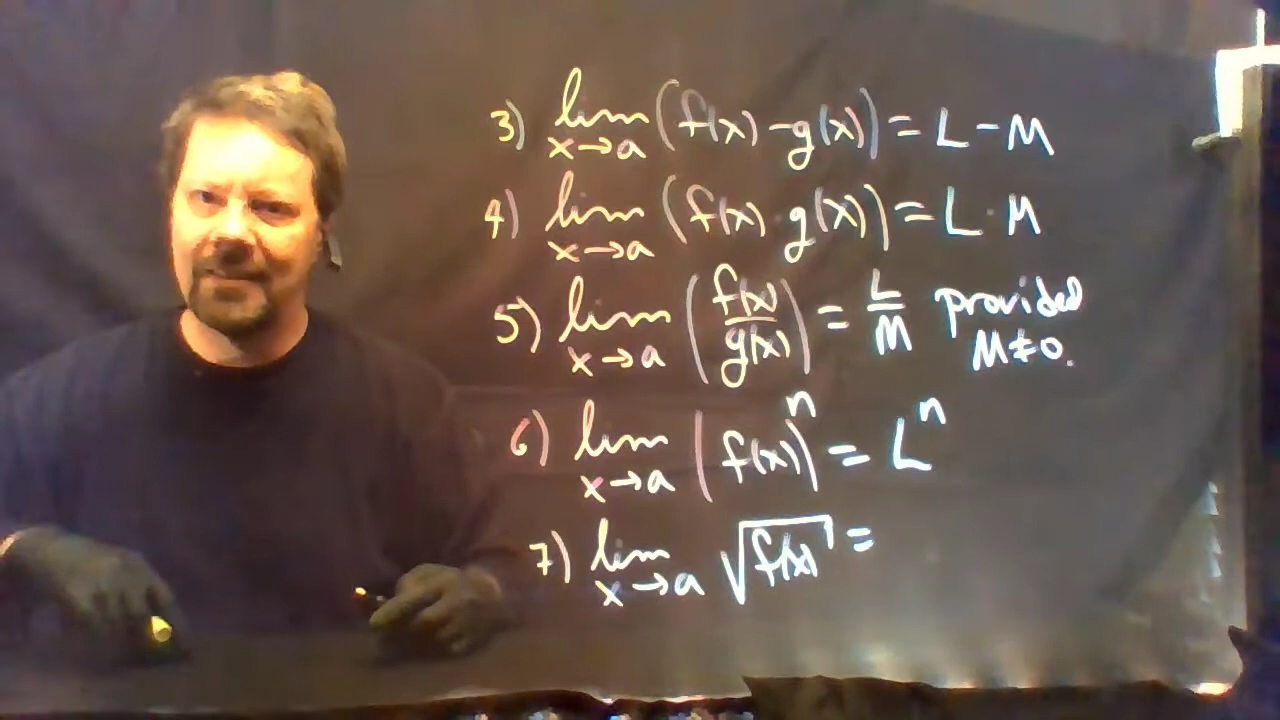 3) lim x→a (f(x) - g(x)) = L - M
4) lim x→a (f(x) · g(x)) = L · M
5) lim x→a (f(x)/g(x)) = L/M provided M≠0.
6) lim x→a (f(x))^n = L^n
7) lim x→a √f(x) =